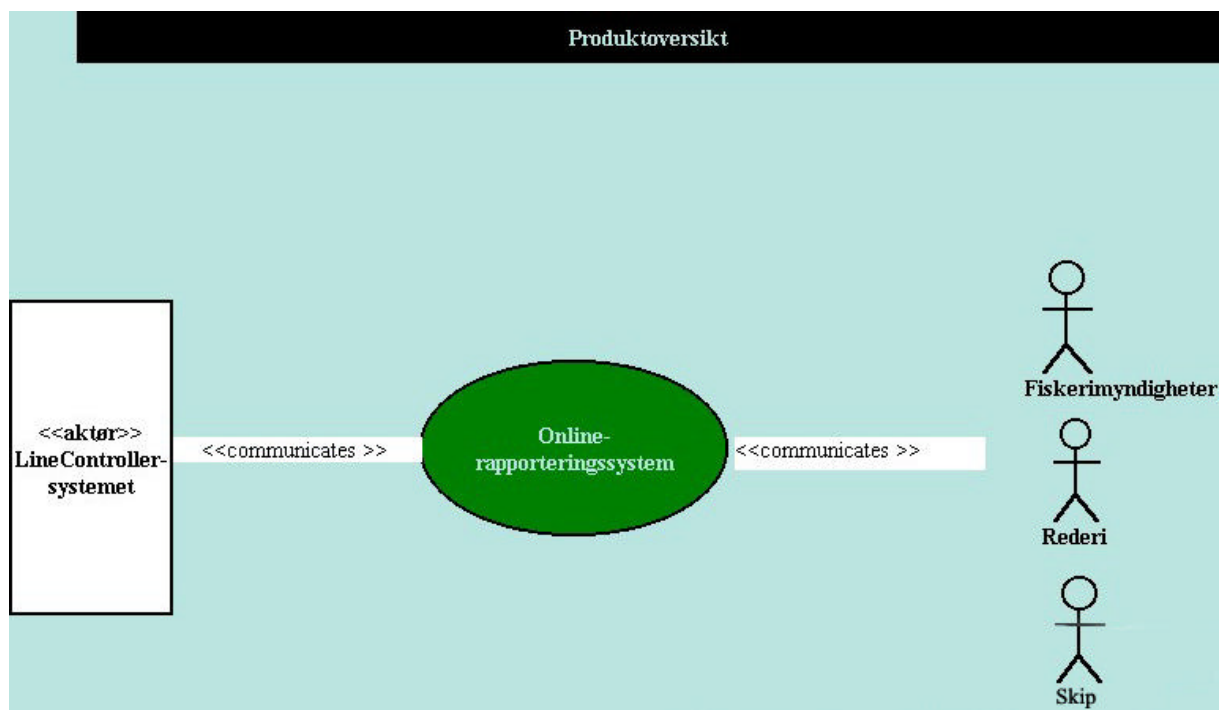 Produktoversikt
<<aktør>>
LineController-
systemet
<<communicates >>
Online-
rapporteringssystem
<<communicates >>
Fiskerimyndigheter
Rederi
Skip